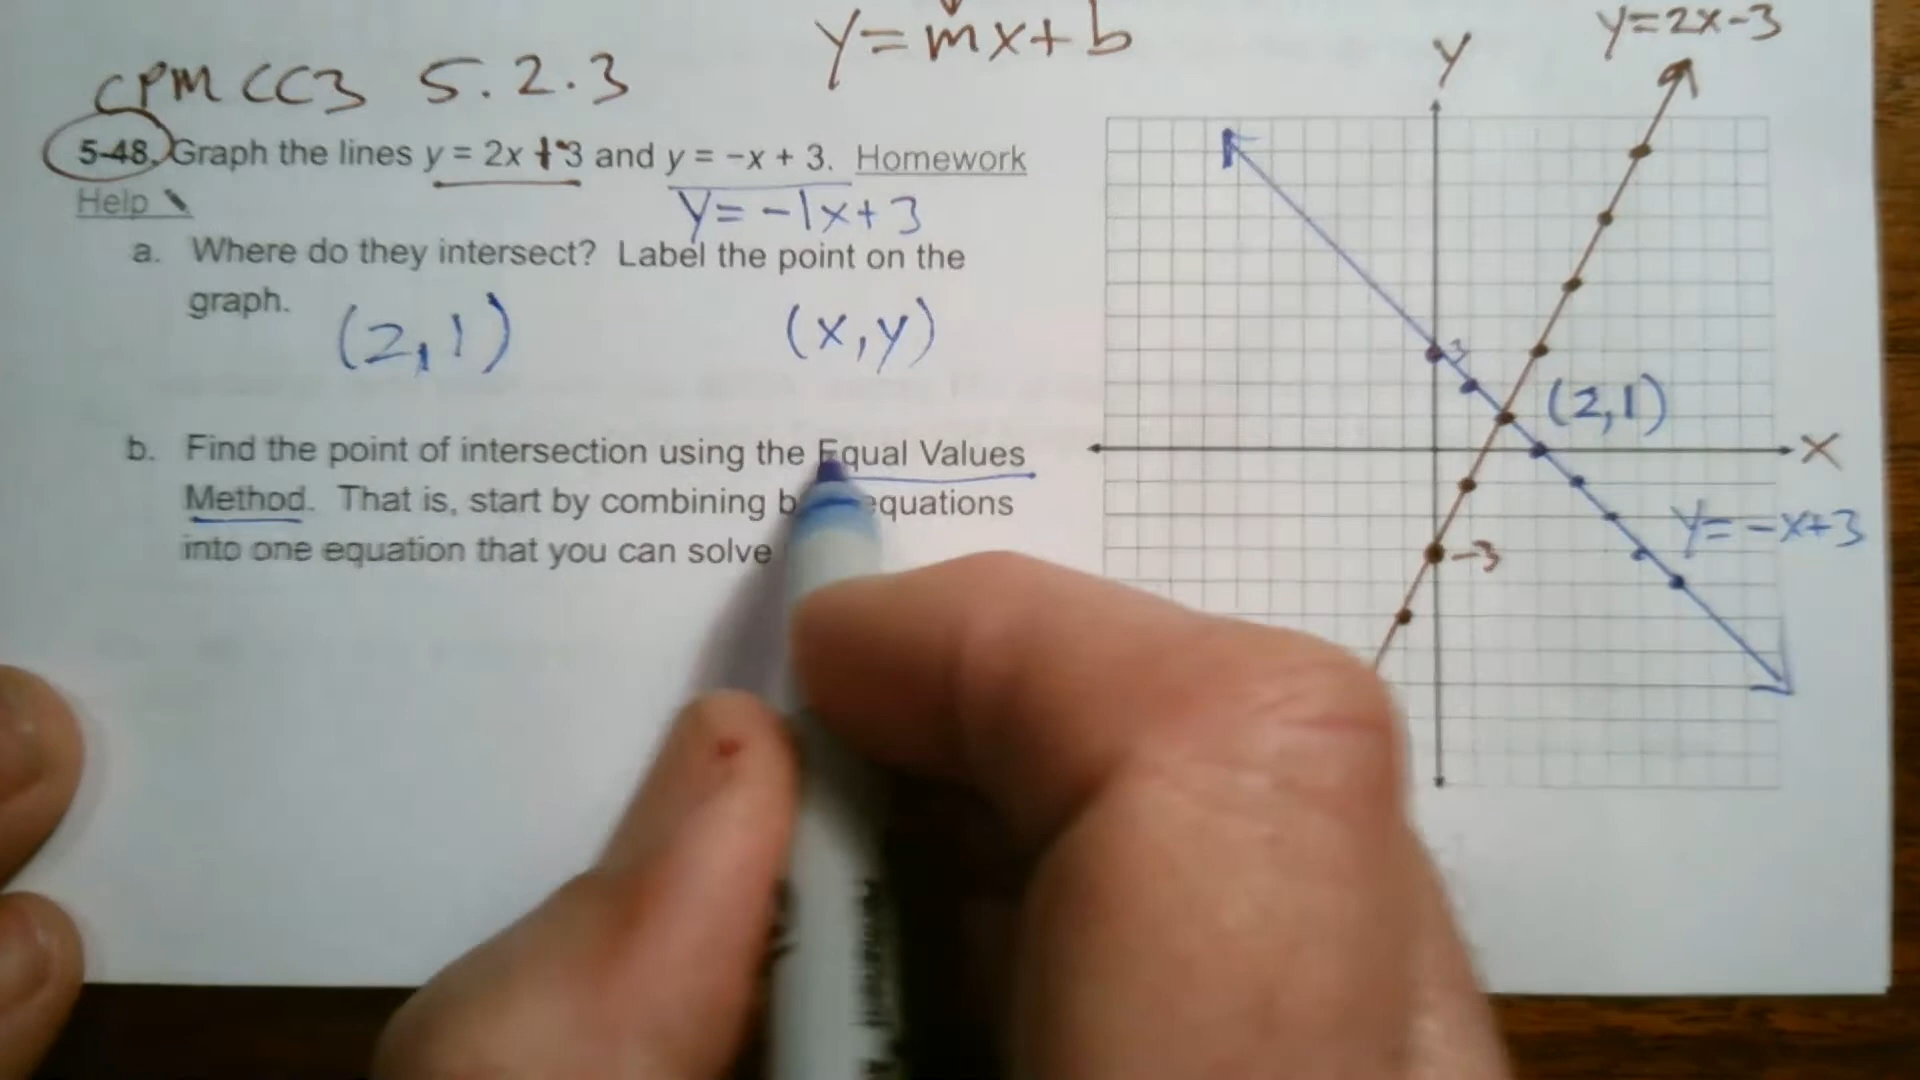 y=mx+b
CPM CC3 5.2.3
5-48. Graph the lines y = 2x - 3 and y = -x + 3. Homework
Help
y=-1x+3
a. Where do they intersect? Label the point on the
graph.
(2,1) (x,y)
b. Find the point of intersection using the Equal Values
Method. That is, start by combining equations
into one equation that you can solve
y=2x-3
Y
3
(2,1)
X
y=-x+3
-3